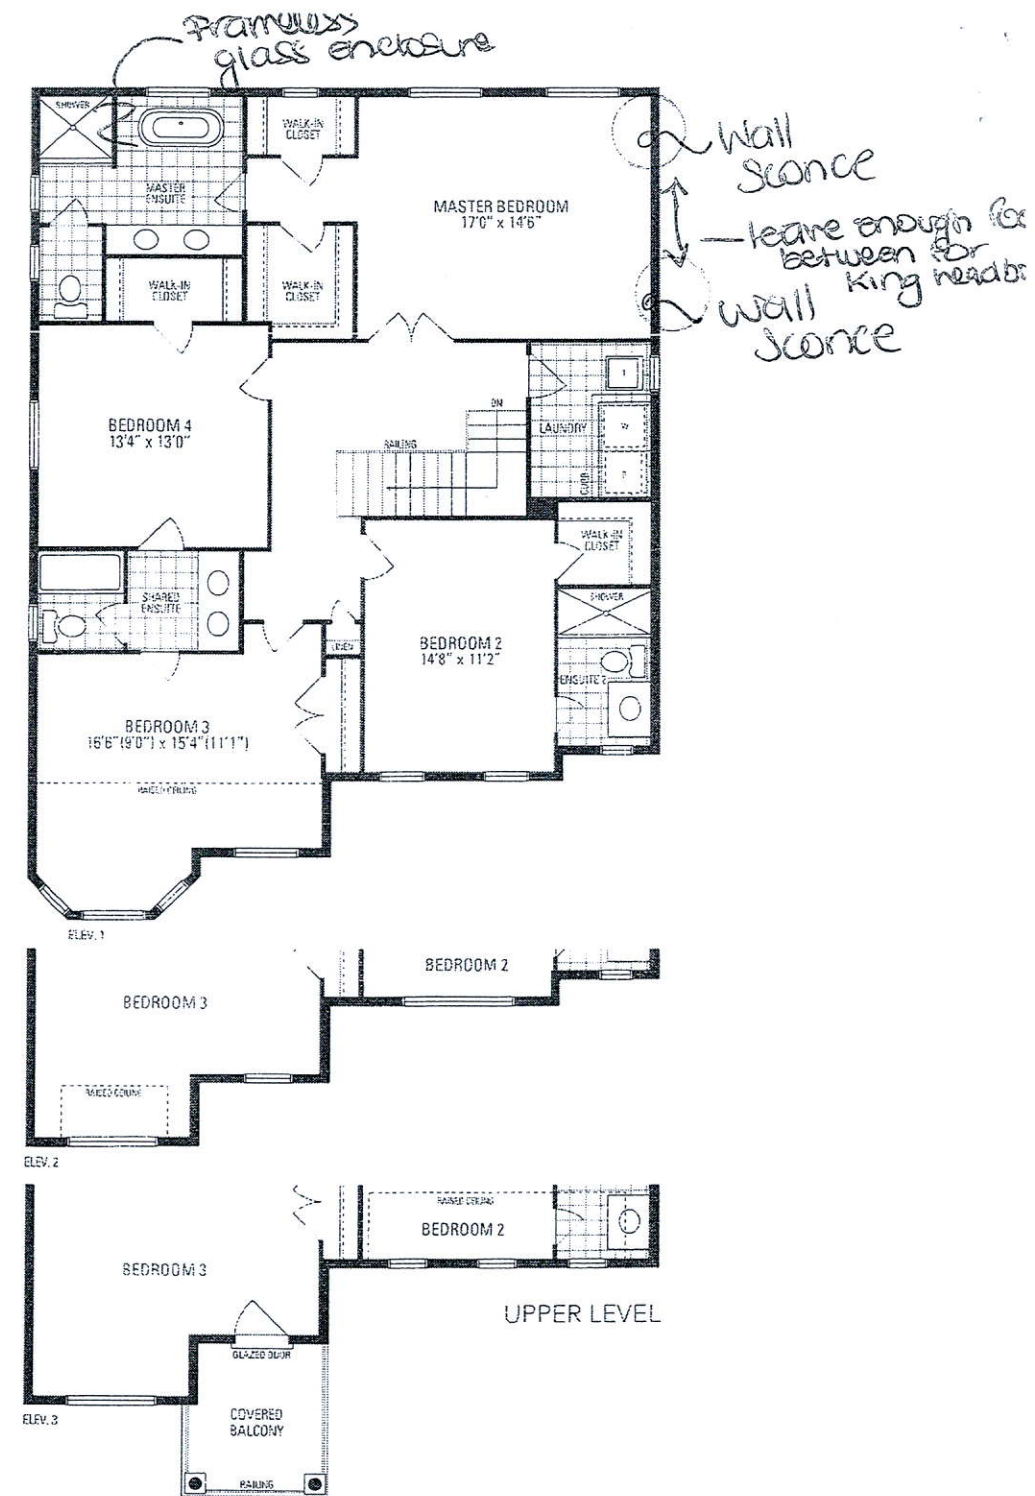 Frameless
glass enclosure
SHOWER
WALK-IN
CLOSET
MASTER
ENSUITE
MASTER BEDROOM
17'0" x 14'6"
Wall
Sconce
leave enough
between for
King
Wall
Sconce
WALK-IN
CLOSET
WALK-IN
CLOSET
BEDROOM 4
13'4" x 13'0"
DN
RAILING
LAUNDRY
W
CURB
D
WALK-IN
CLOSET
SHARED
ENSUITE
SHOWER
LINEN
BEDROOM 2
14'8" x 11'2"
ENSUITE 2
BEDROOM 3
16'6"(9'0") x 15'4"(11'1")
RAISED CEILING
ELEV. 1
BEDROOM 3
BEDROOM 2
RAISED CEILING
ELEV. 2
RAISED CEILING
BEDROOM 2
BEDROOM 3
UPPER LEVEL
GLAZED DOOR
ELEV. 3
COVERED
BALCONY
RAILING